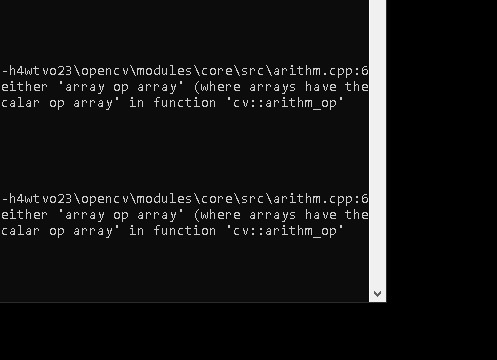 -h4wtvo23\opencv\modules\core\src\arithm.cpp:6
either 'array op array' (where arrays have the
calar op array' in function 'cv::arithm_op'
-h4wtvo23\opencv\modules\core\src\arithm.cpp:6
either 'array op array' (where arrays have the
calar op array' in function 'cv::arithm_op'